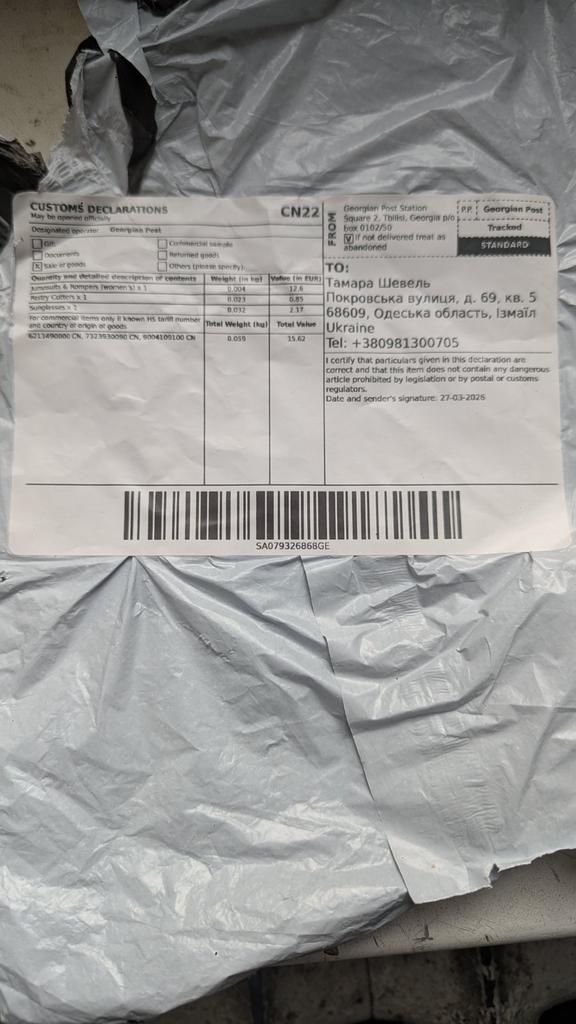 CUSTOMS DECLARATIONS
May be opened officially
CN22
Designated operator Georgian Post
Gift
Commercial sample
Documents
Returned goods
Sale of goods
Others (please specify):
Quantity and detailed description of contents
Weight (in kg)
Value (in EUR)
Jumpsuits & Rompers (women's) x 1
0.004
12.6
Pastry Cutters x 1
0.023
0.85
Sunglasses x 2
0.032
2.17
For commercial items only if known HS tariff number
and country of origin of goods
Total Weight (kg)
Total Value
6213490000 CN, 7323930090 CN, 9004109100 CN
0.059
15.62
FROM
Georgian Post Station
Square 2, Tbilisi, Georgia p/o
box 0102/50
If not delivered treat as
abandoned
P.P.
Georgian Post
Tracked
STANDARD
TO:
Тамара Шевель
Покровська вулиця, д. 69, кв. 5
68609, Одеська область, Ізмаїл
Ukraine
Tel: +380981300705
I certify that particulars given in this declaration are
correct and that this item does not contain any dangerous
article prohibited by legislation or by postal or customs
regulators.
Date and sender's signature: 27-03-2026
SA079326868GE